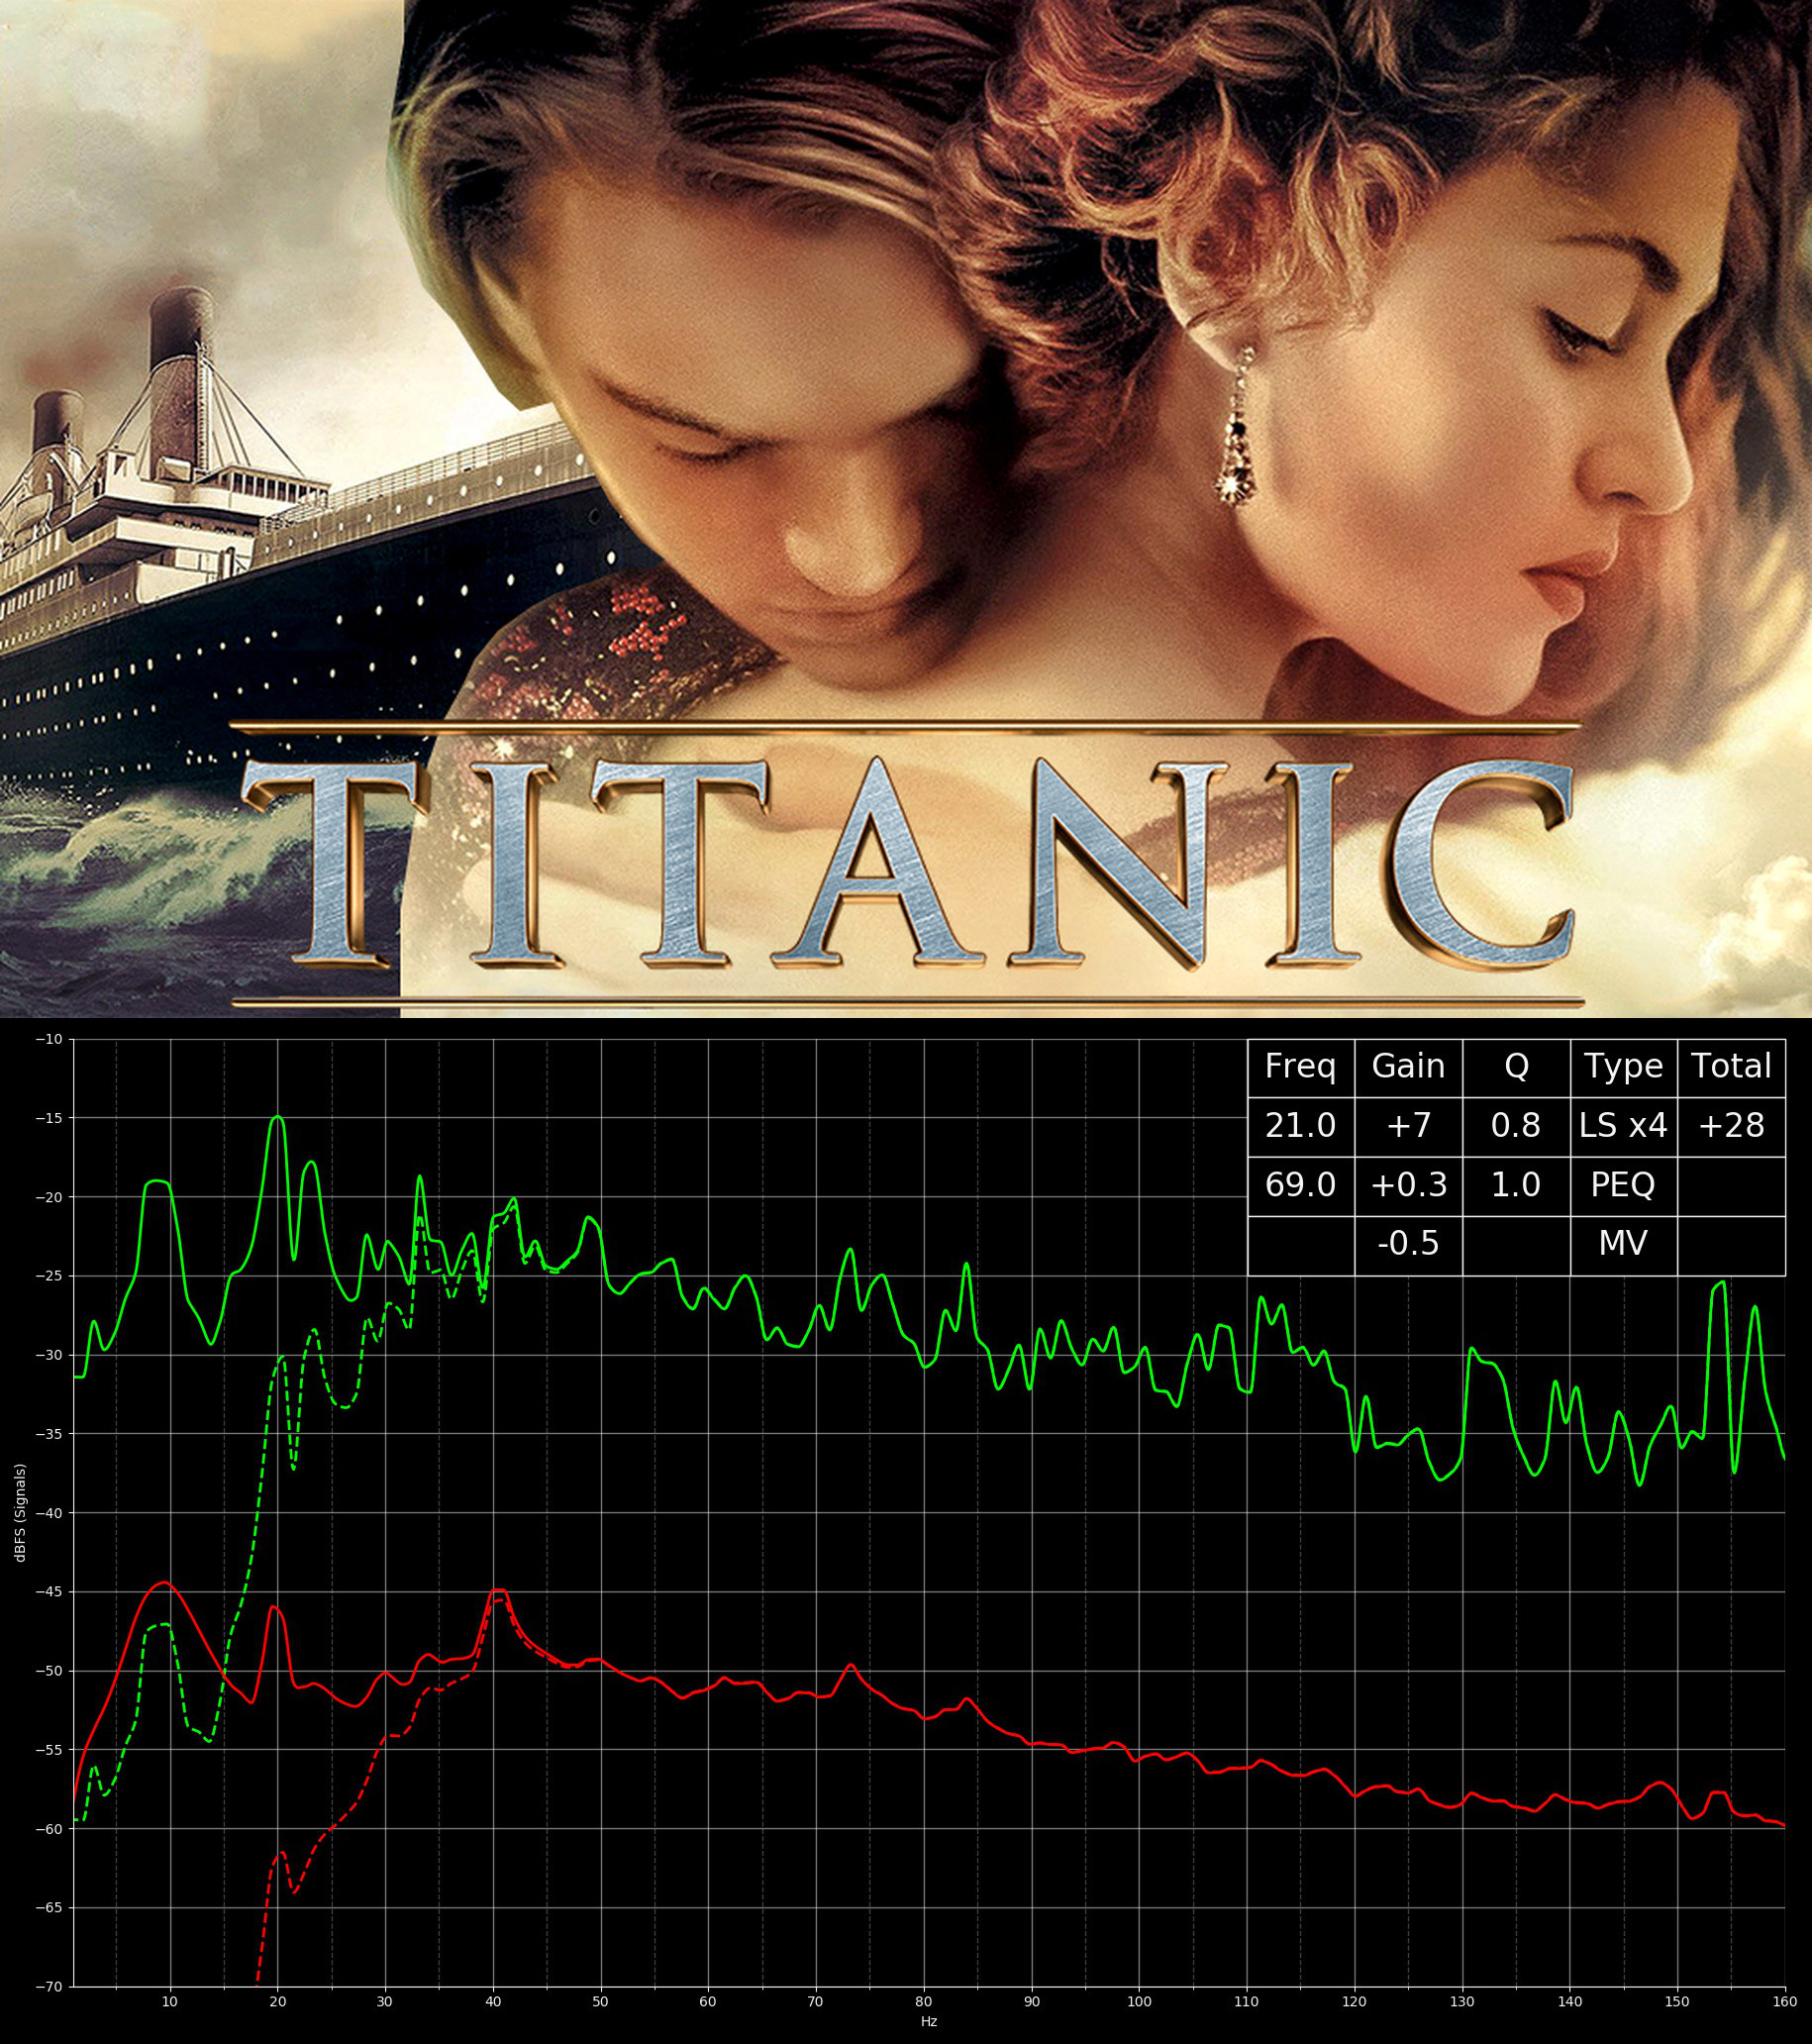 TITANIC
Freq Gain Q Type Total
21.0 +7 0.8 LS x4 +28
69.0 +0.3 1.0 PEQ
-0.5 MV
−10
−15
−20
−25
−30
−35
−40
−45
−50
−55
−60
−65
−70
dBFS (Signals)
10 20 30 40 50 60 70 80 90 100 110 120 130 140 150 160
Hz